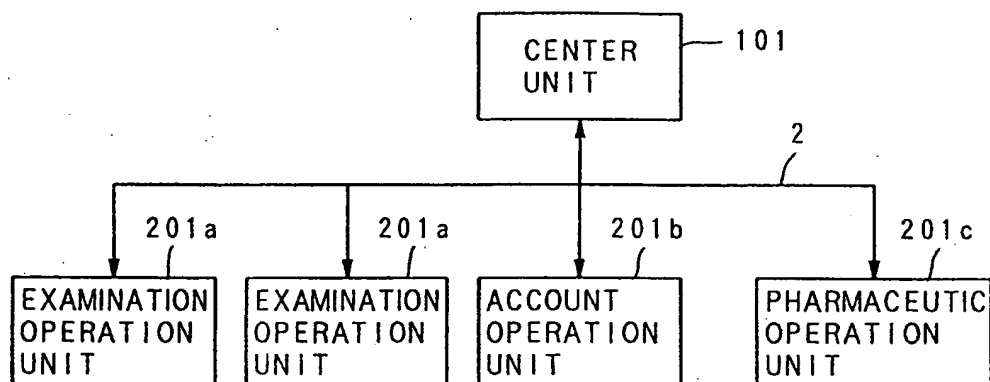 CENTER
UNIT
101
2
201a
201a
201b
201c
EXAMINATION
OPERATION
UNIT
EXAMINATION
OPERATION
UNIT
ACCOUNT
OPERATION
UNIT
PHARMACEUTIC
OPERATION
UNIT